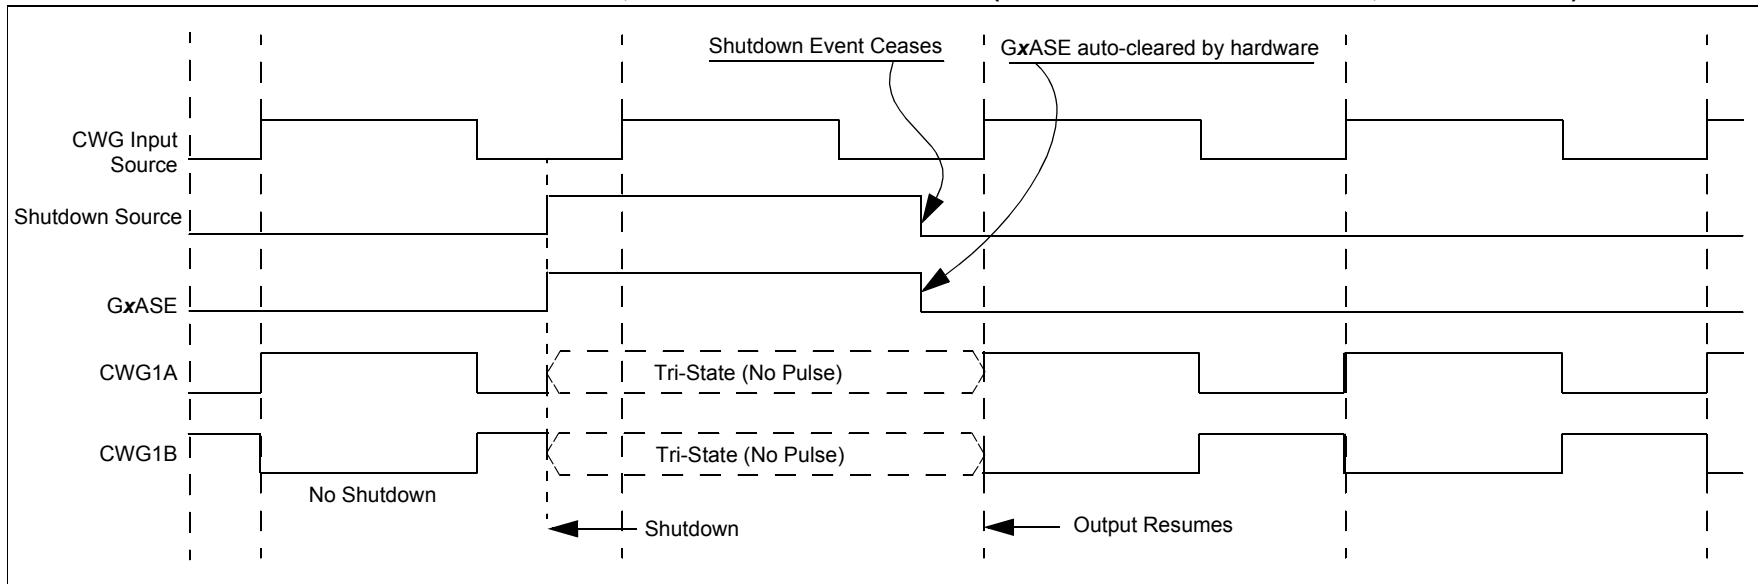 Shutdown Event Ceases
GxASE auto-cleared by hardware
CWG Input
Source
Shutdown Source
GxASE
CWG1A
Tri-State (No Pulse)
CWG1B
Tri-State (No Pulse)
No Shutdown
Shutdown
Output Resumes